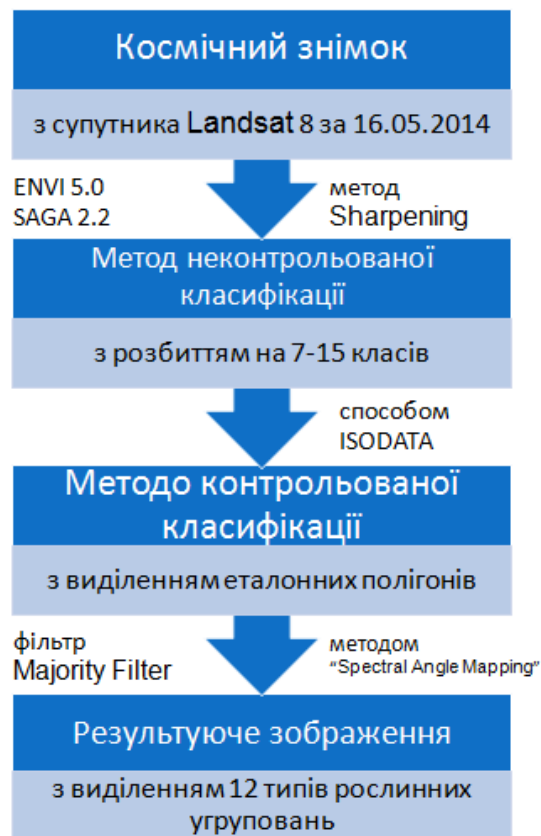 Космічний знімок
з супутника Landsat 8 за 16.05.2014
ENVI 5.0
SAGA 2.2
метод
Sharpening
Метод неконтрольованої
класифікації
з розбиттям на 7-15 класів
способом
ISODATA
Методо контрольованої
класифікації
з виділенням еталонних полігонів
фільтр
Majority Filter
методом
“Spectral Angle Mapping”
Результуюче зображення
з виділенням 12 типів рослинних
угруповань